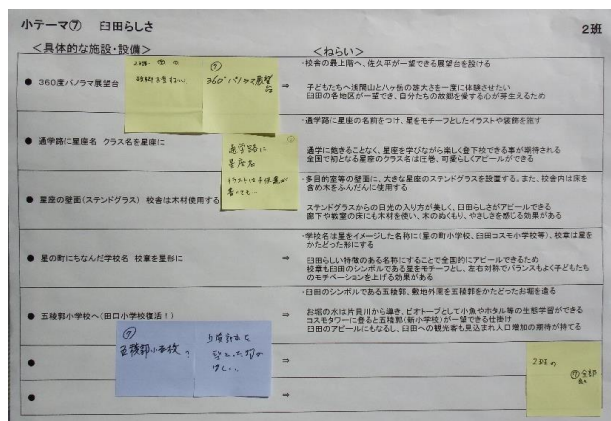 小テーマ⑦　臼田らしさ
2班
＜具体的な施設・設備＞
＜ねらい＞
・校舎の最上階へ、佐久平が一望できる展望台を設ける
⑦
360°パノラマ展望台
● 360度パノラマ展望台
⇒
子どもたちへ浅間山と八ヶ岳の雄大さを一度に体験させたい
臼田の各地区が一望でき、自分たちの故郷を愛する心が芽生えるため
・通学路に星座の名前をつけ、星をモチーフとしたイラストや装飾を施す
● 通学路に星座名　クラス名を星座に
⇒
通学に飽きることなく、星座を学びながら楽しく登下校できる事が期待される
全国で初となる星座のクラス名は圧巻、可愛らしくアピールができる
通学路に
星座名
・多目的室等の壁面に、大きな星座のステンドグラスを設置する。また、校舎内は床を
含め木をふんだんに使用する
● 星座の壁面(ステンドグラス)　校舎は木材使用する
⇒
ステンドグラスからの日光の入り方が美しく、臼田らしさがアピールできる
廊下や教室の床にも木材を使い、木のぬくもり、やさしさを感じる効果がある
・学校名は星をイメージした名称に(星の町小学校、臼田コスモ小学校等)、校章は星を
かたどった形にする
● 星の町にちなんだ学校名　校章を星形に
⇒
臼田らしい特徴のある名称にすることで全国的にアピールできるため
校章も臼田のシンボルである星をモチーフとし、左右対称でバランスもよく子どもたち
のモチベーションを上げる効果がある
・臼田のシンボルである五稜郭、敷地外周を五稜郭をかたどったお堀を造る
● 五稜郭小学校へ(田口小学校復活！)
⇒
お堀の水は片貝川から導き、ビオトープとして小魚やホタル等の生態学習ができる
コスモタワーに登ると五稜郭(新小学校)が一望できる仕掛け
臼田のアピールにもなるし、臼田への観光客も見込まれ人口増加の期待が持てる
⑦
五稜郭小学校？
●
⇒
●
⇒
2班の
⑦全部